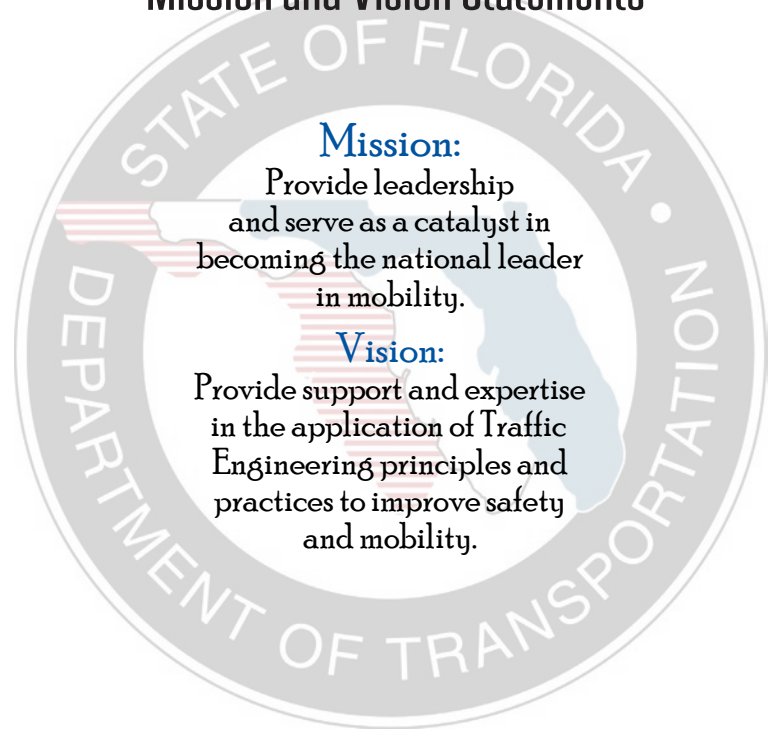 Mission and Vision Statements
STATE OF FLORIDA •
DEPARTMENT OF TRANSPORTATION
Mission:
Provide leadership
and serve as a catalyst in
becoming the national leader
in mobility.
Vision:
Provide support and expertise
in the application of Traffic
Engineering principles and
practices to improve safety
and mobility.